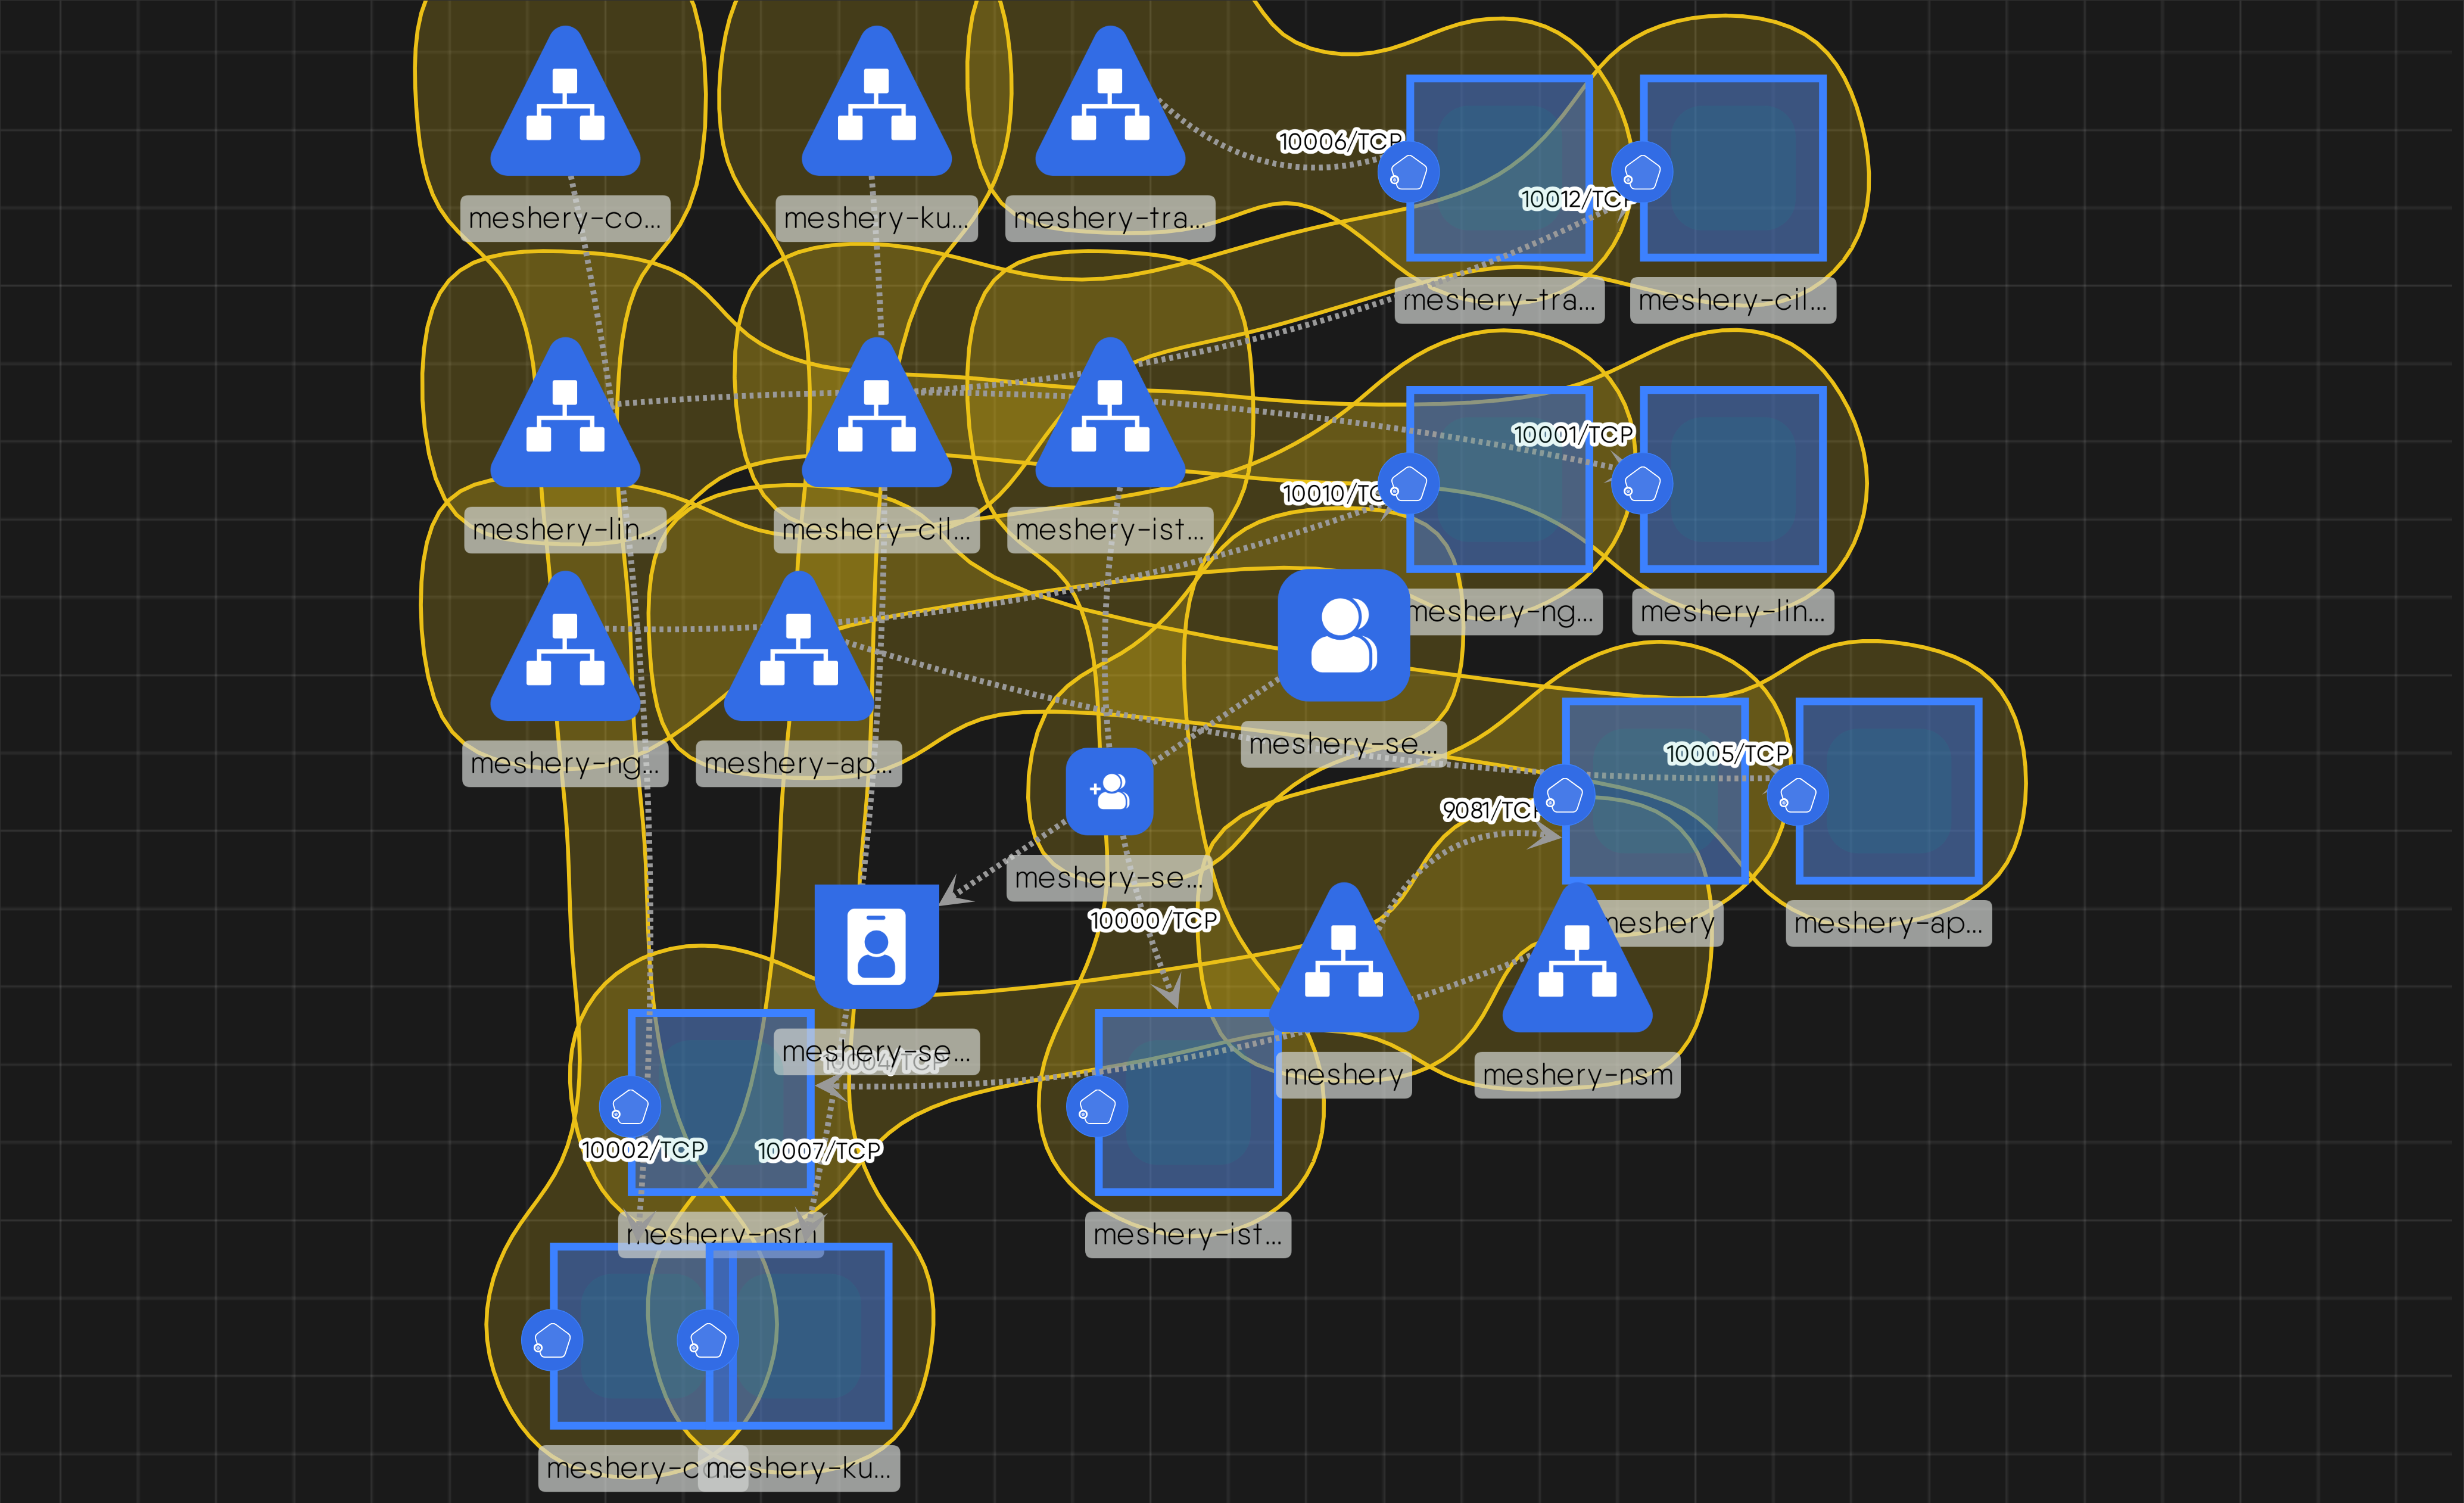 meshery-co...
meshery-ku...
meshery-tra...
10006/TCP
10012/TCP
meshery-tra...
meshery-cil...
meshery-lin...
meshery-cil...
meshery-ist...
10001/TCP
10010/TCP
meshery-ng...
meshery-lin...
meshery-ng...
meshery-ap...
meshery-se...
10005/TCP
9081/TCP
meshery-se...
10000/TCP
meshery
meshery-ap...
meshery-se...
10004/TCP
meshery
meshery-nsm
10002/TCP
10007/TCP
meshery-nsm
meshery-ist...
meshery-c
meshery-ku...